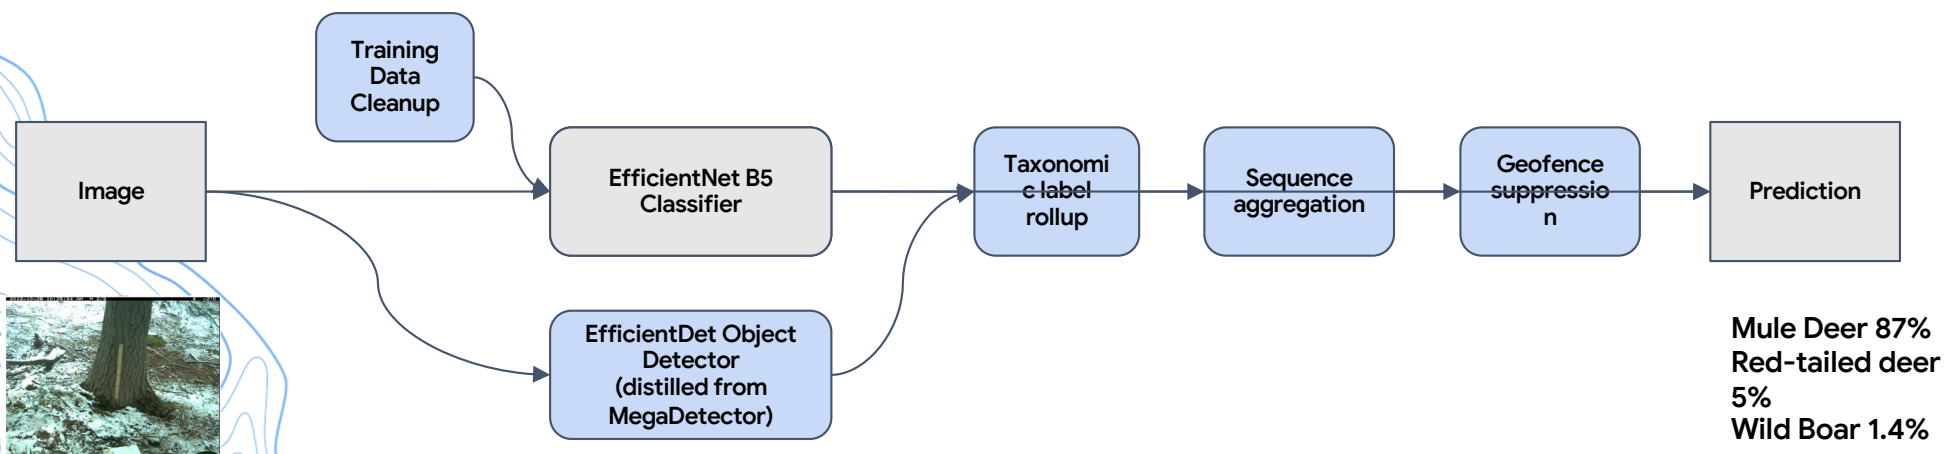 Training
Data
Cleanup
Image
EfficientNet B5
Classifier
Taxonomi
c label
rollup
Sequence
aggregation
Geofence
suppressio
n
Prediction
EfficientDet Object
Detector
(distilled from
MegaDetector)
Mule Deer 87%
Red-tailed deer
5%
Wild Boar 1.4%